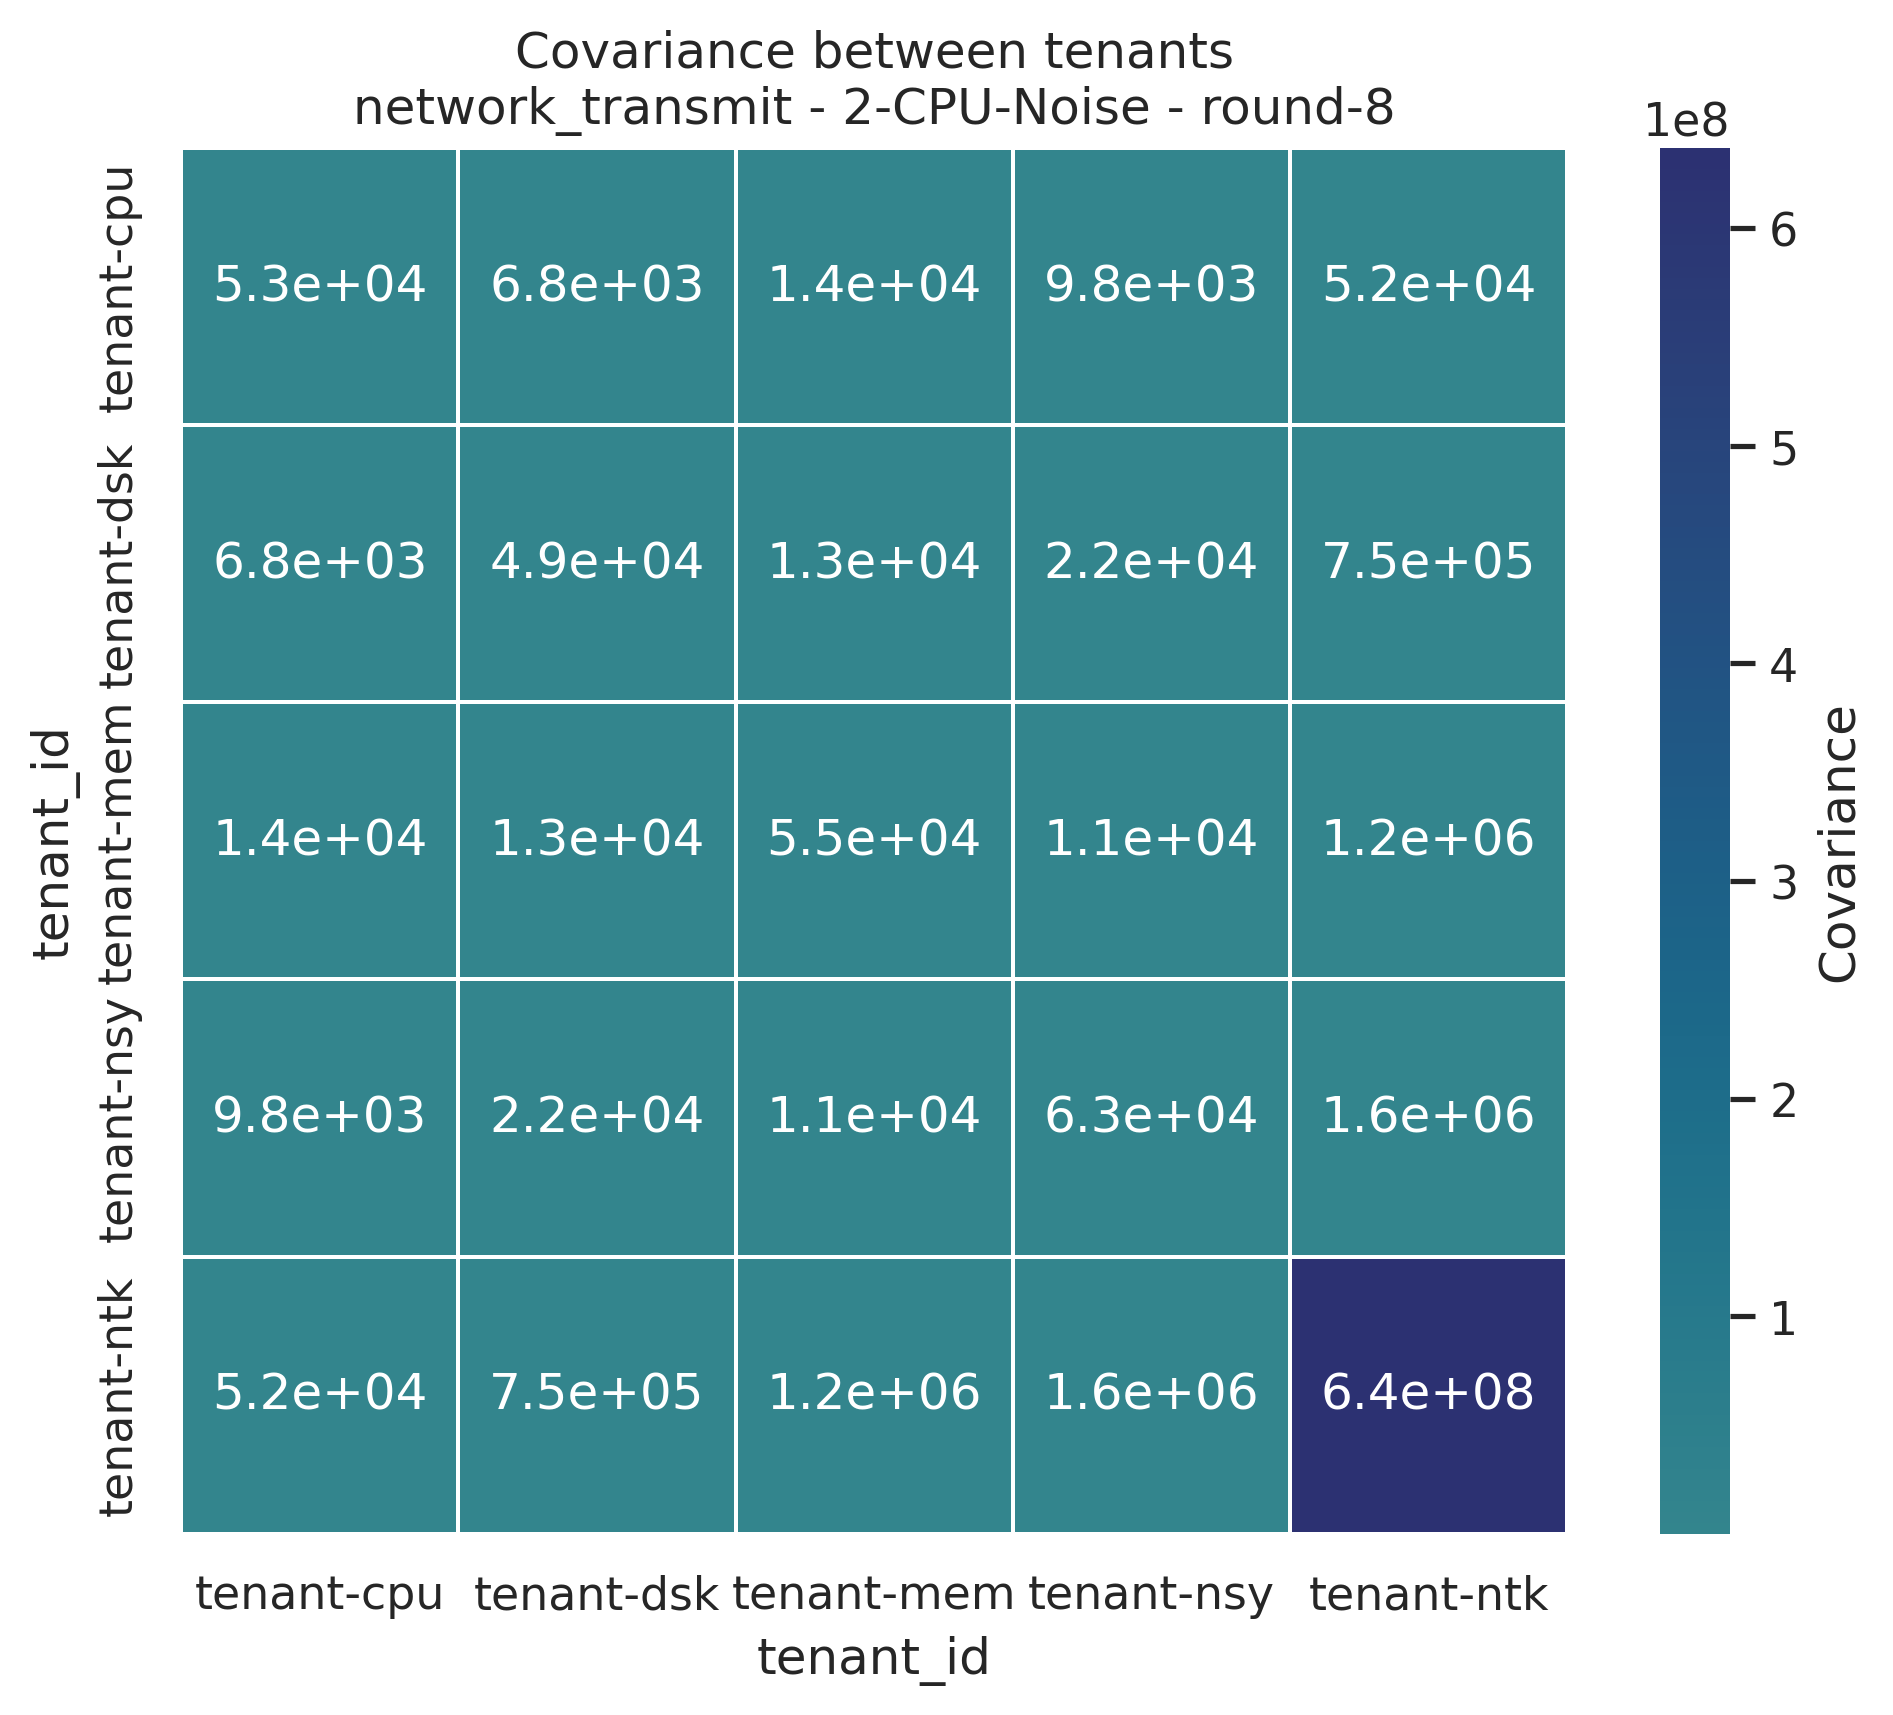 Covariance between tenants
network_transmit - 2-CPU-Noise - round-8
1e8
tenant-cpu
5.3e+04 6.8e+03 1.4e+04 9.8e+03 5.2e+04
tenant-dsk
6.8e+03 4.9e+04 1.3e+04 2.2e+04 7.5e+05
tenant-mem
1.4e+04 1.3e+04 5.5e+04 1.1e+04 1.2e+06
tenant-nsy
9.8e+03 2.2e+04 1.1e+04 6.3e+04 1.6e+06
tenant-ntk
5.2e+04 7.5e+05 1.2e+06 1.6e+06 6.4e+08
tenant_id
tenant-cpu tenant-dsk tenant-mem tenant-nsy tenant-ntk
tenant_id
6
5
4
3
2
1
Covariance